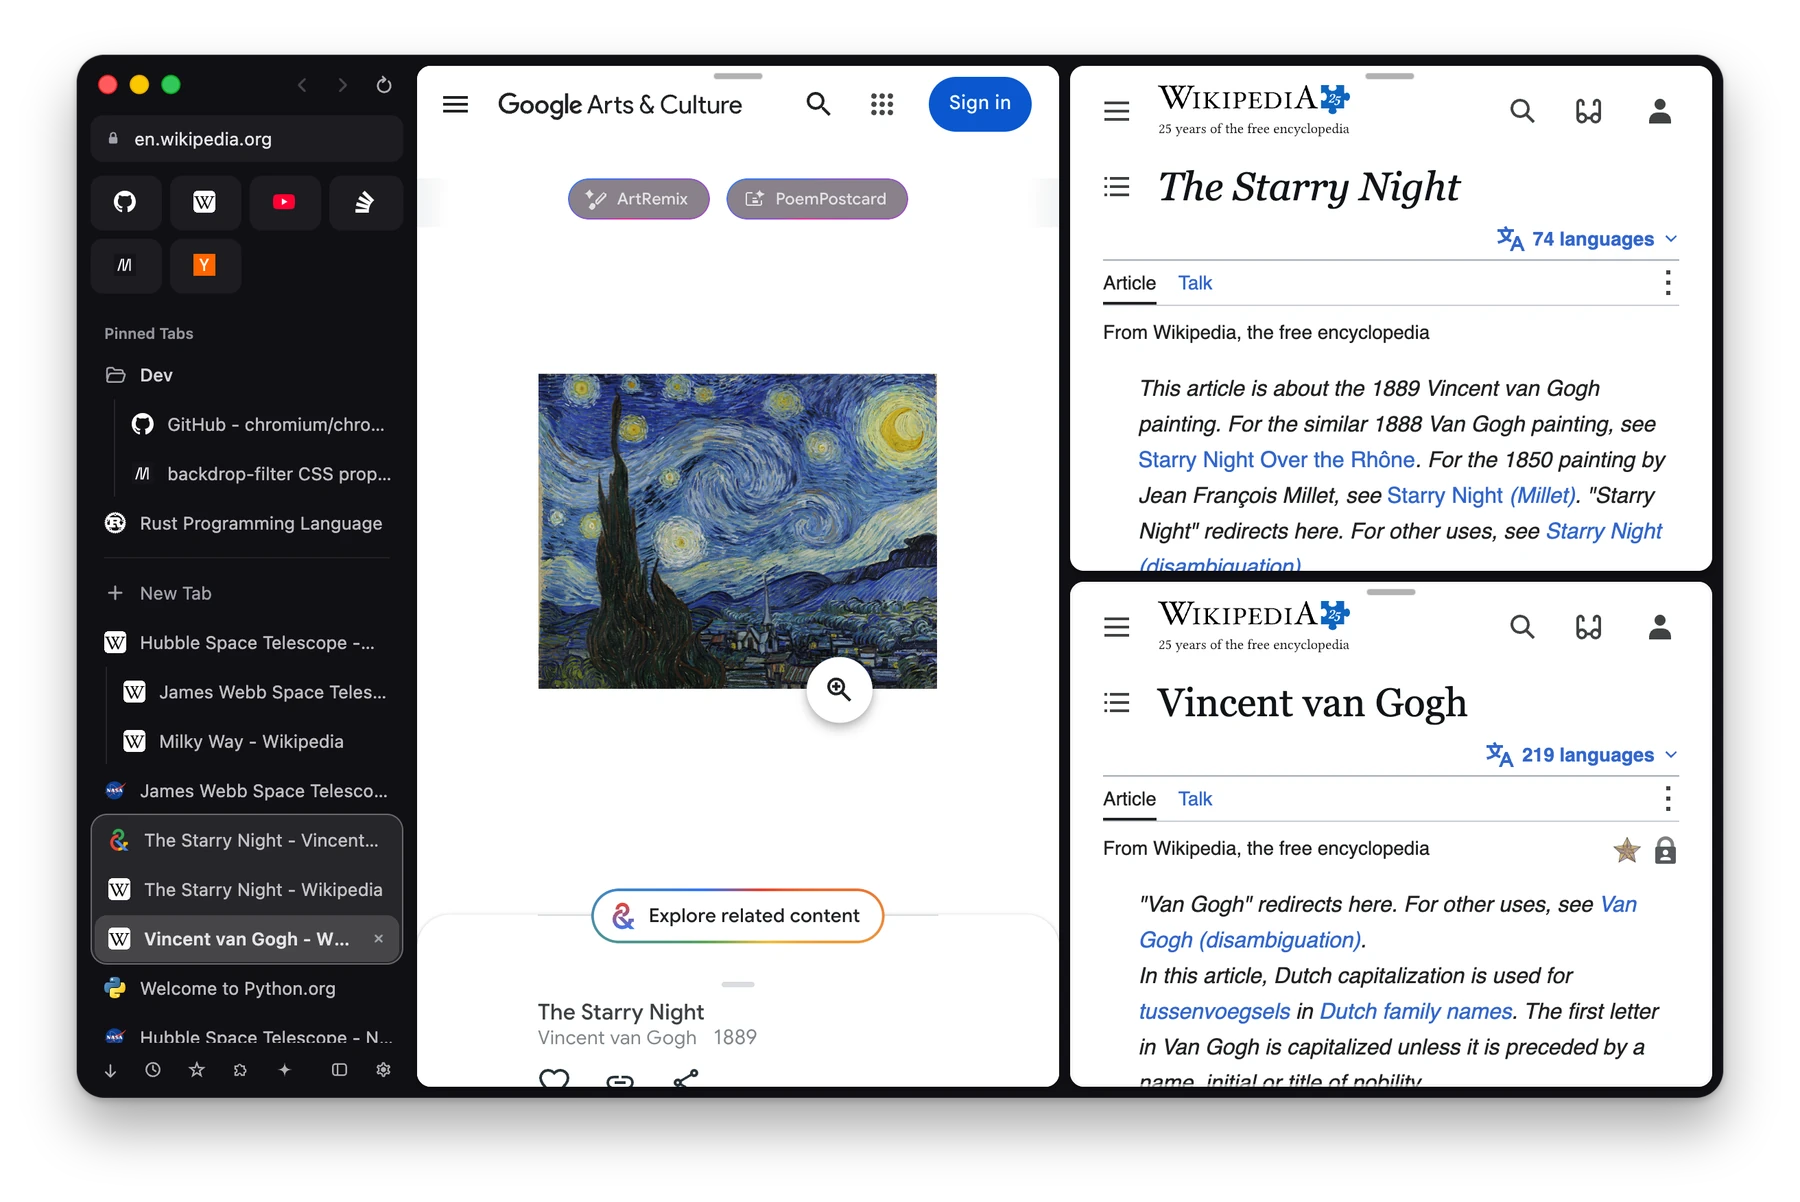 en.wikipedia.org
Pinned Tabs
Dev
GitHub - chromium/chro...
backdrop-filter CSS prop...
Rust Programming Language
New Tab
Hubble Space Telescope -...
James Webb Space Teles...
Milky Way - Wikipedia
James Webb Space Telesco...
The Starry Night - Vincent...
The Starry Night - Wikipedia
Vincent van Gogh - W...
Welcome to Python.org
Hubble Space Telescope - N...
Google Arts & Culture
Sign in
ArtRemix
PoemPostcard
Explore related content
The Starry Night
Vincent van Gogh 1889
WIKIPEDIA 25
25 years of the free encyclopedia
The Starry Night
74 languages
Article Talk
From Wikipedia, the free encyclopedia
This article is about the 1889 Vincent van Gogh
painting. For the similar 1888 Van Gogh painting, see
Starry Night Over the Rhône. For the 1850 painting by
Jean François Millet, see Starry Night (Millet). "Starry
Night" redirects here. For other uses, see Starry Night
(disambiguation)
WIKIPEDIA 25
25 years of the free encyclopedia
Vincent van Gogh
219 languages
Article Talk
From Wikipedia, the free encyclopedia
"Van Gogh" redirects here. For other uses, see Van
Gogh (disambiguation).
In this article, Dutch capitalization is used for
tussenvoegsels in Dutch family names. The first letter
in Van Gogh is capitalized unless it is preceded by a
name, initial or title of nobility